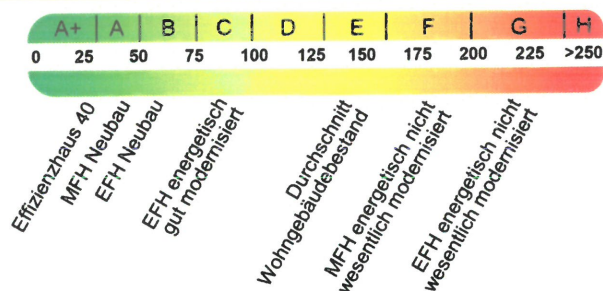 A+ A B C D E F G H
0 25 50 75 100 125 150 175 200 225 >250
Effizienzhaus 40
MFH Neubau
EFH Neubau
EFH energetisch
gut modernisiert
Durchschnitt
Wohngebäudebestand
MFH energetisch nicht
wesentlich modernisiert
EFH energetisch nicht
wesentlich modernisiert